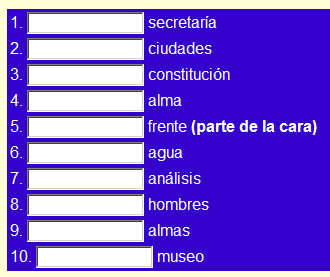 1. secretaría
2. ciudades
3. constitución
4. alma
5. frente (parte de la cara)
6. agua
7. análisis
8. hombres
9. almas
10. museo